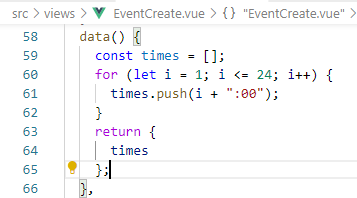 src > views > EventCreate.vue > {} "EventCreate.vue" >
58 data() {
59 const times = [];
60 for (let i = 1; i <= 24; i++) {
61 times.push(i + ":00");
62 }
63 return {
64 times
65 };
66 },